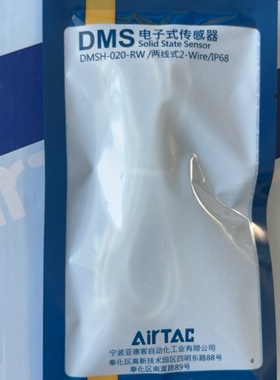 DMS 电子式传感器
Solid State Sensor
DMSH-020-RW /两线式2-Wire/IP68
AirTAC
宁波亚德客自动化工业有限公司
奉化区高新技术园区四明东路88号
奉化区南渡路89号